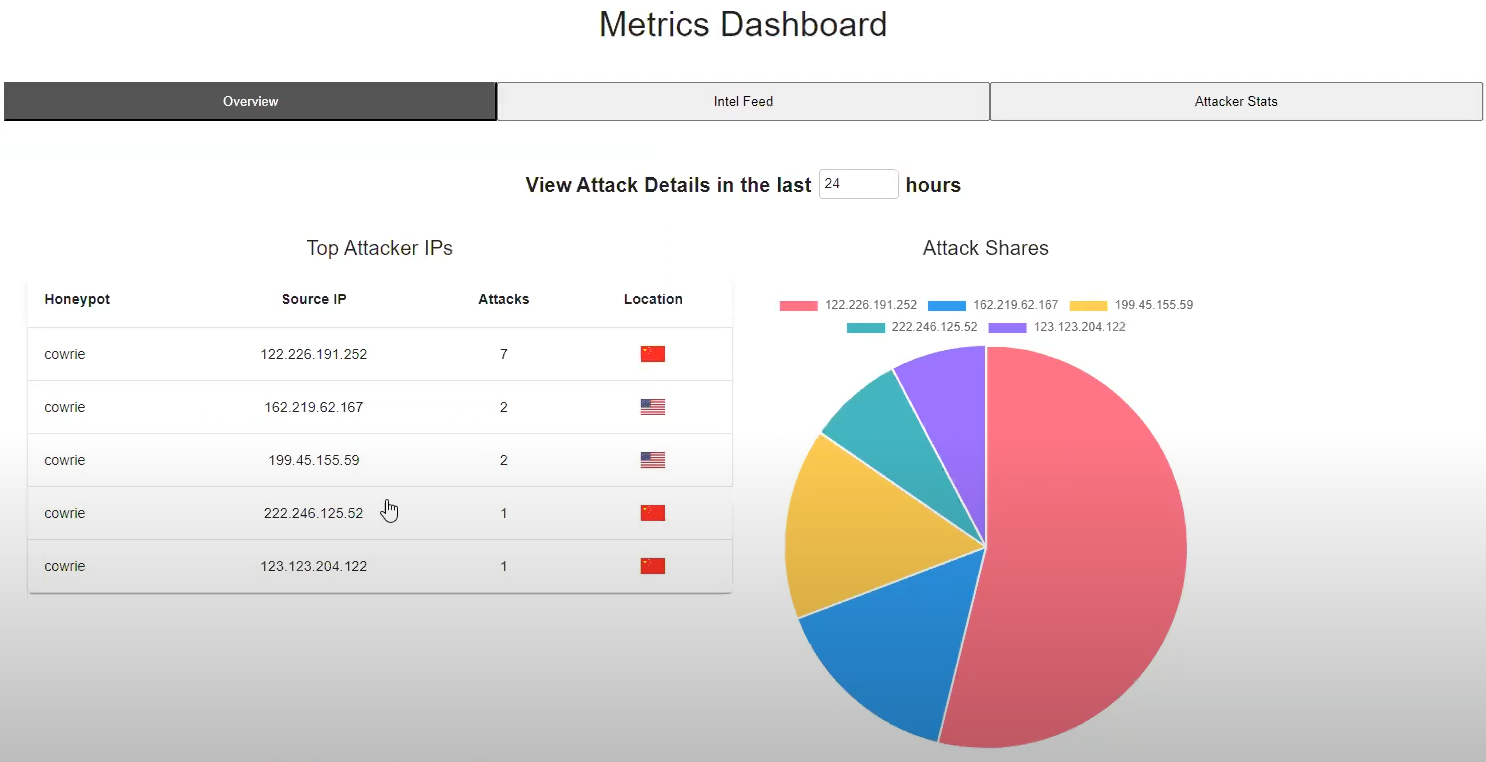 Metrics Dashboard
Overview Intel Feed Attacker Stats
View Attack Details in the last 24 hours
Top Attacker IPs
Honeypot Source IP Attacks Location
cowrie 122.226.191.252 7
cowrie 162.219.62.167 2
cowrie 199.45.155.59 2
cowrie 222.246.125.52 1
cowrie 123.123.204.122 1
Attack Shares
122.226.191.252 162.219.62.167 199.45.155.59
222.246.125.52 123.123.204.122